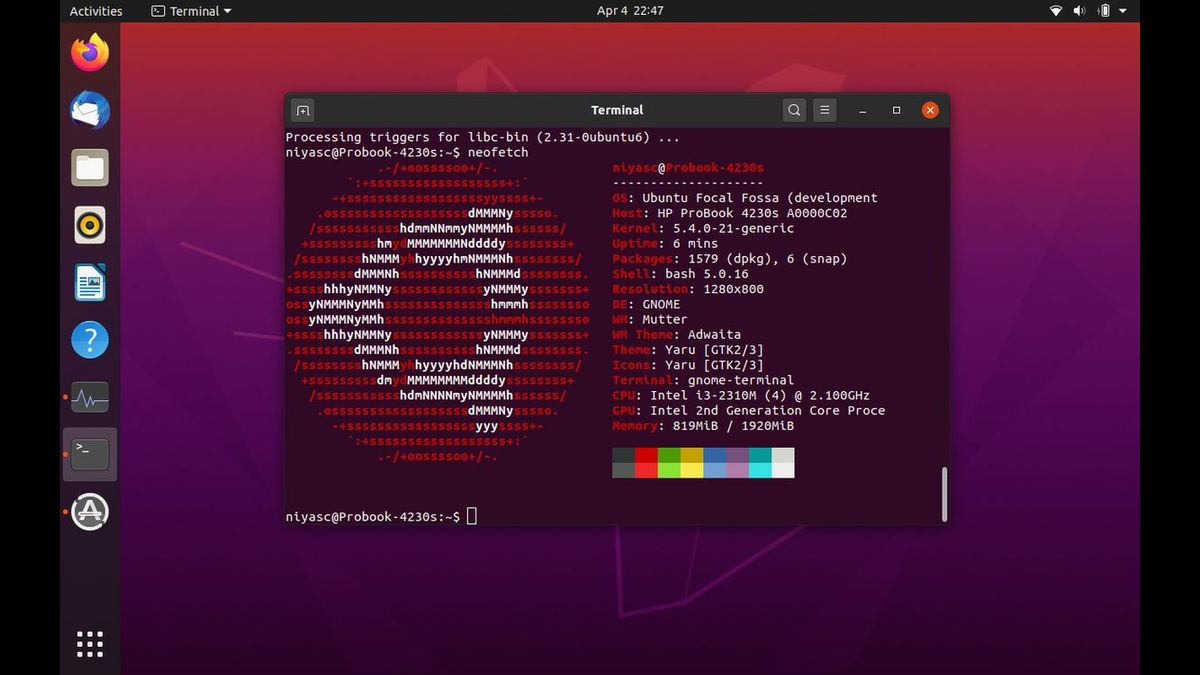 Activities
Terminal
Apr 4 22:47
Terminal
Processing triggers for libc-bin (2.31-0ubuntu6) ...
niyasc@Probook-4230s:~$ neofetch
.-/+oossssoo+/-. niyasc@Probook-4230s
`:+ssssssssssssssssss+:` --------------------
-+ssssssssssssssssssyyssss+- OS: Ubuntu Focal Fossa (development
.ossssssssssssssssssdMMMNysssso. Host: HP ProBook 4230s A0000C02
/ssssssssssshdmmNNmmyNMMMMhssssss/ Kernel: 5.4.0-21-generic
+ssssssssshmydMMMMMMMNddddyssssssss+ Uptime: 6 mins
/sssssssshNMMMyhhyyyyhmNMMMNhssssssss/ Packages: 1579 (dpkg), 6 (snap)
.ssssssssdMMMNhsssssssssshNMMMdssssssss. Shell: bash 5.0.16
+sssshhhyNMMNyssssssssssssyNMMMysssssss+ Resolution: 1280x800
ossyNMMMNyMMhsssssssssssssshmmmhssssssso DE: GNOME
ossyNMMMNyMMhsssssssssssssshmmmhssssssso WM: Mutter
+sssshhhyNMMNyssssssssssssyNMMMysssssss+ WM Theme: Adwaita
.ssssssssdMMMNhsssssssssshNMMMdssssssss. Theme: Yaru [GTK2/3]
/sssssssshNMMMyhhyyyyhdNMMMNhssssssss/ Icons: Yaru [GTK2/3]
+sssssssssdmydMMMMMMMMddddyssssssss+ Terminal: gnome-terminal
/ssssssssssshdmNNNNmyNMMMMhssssss/ CPU: Intel i3-2310M (4) @ 2.100GHz
.ossssssssssssssssssdMMMNysssso. GPU: Intel 2nd Generation Core Proce
-+sssssssssssssssssyyyssss+- Memory: 819MiB / 1920MiB
`:+ssssssssssssssssss+:`
.-/+oossssoo+/-.
niyasc@Probook-4230s:~$